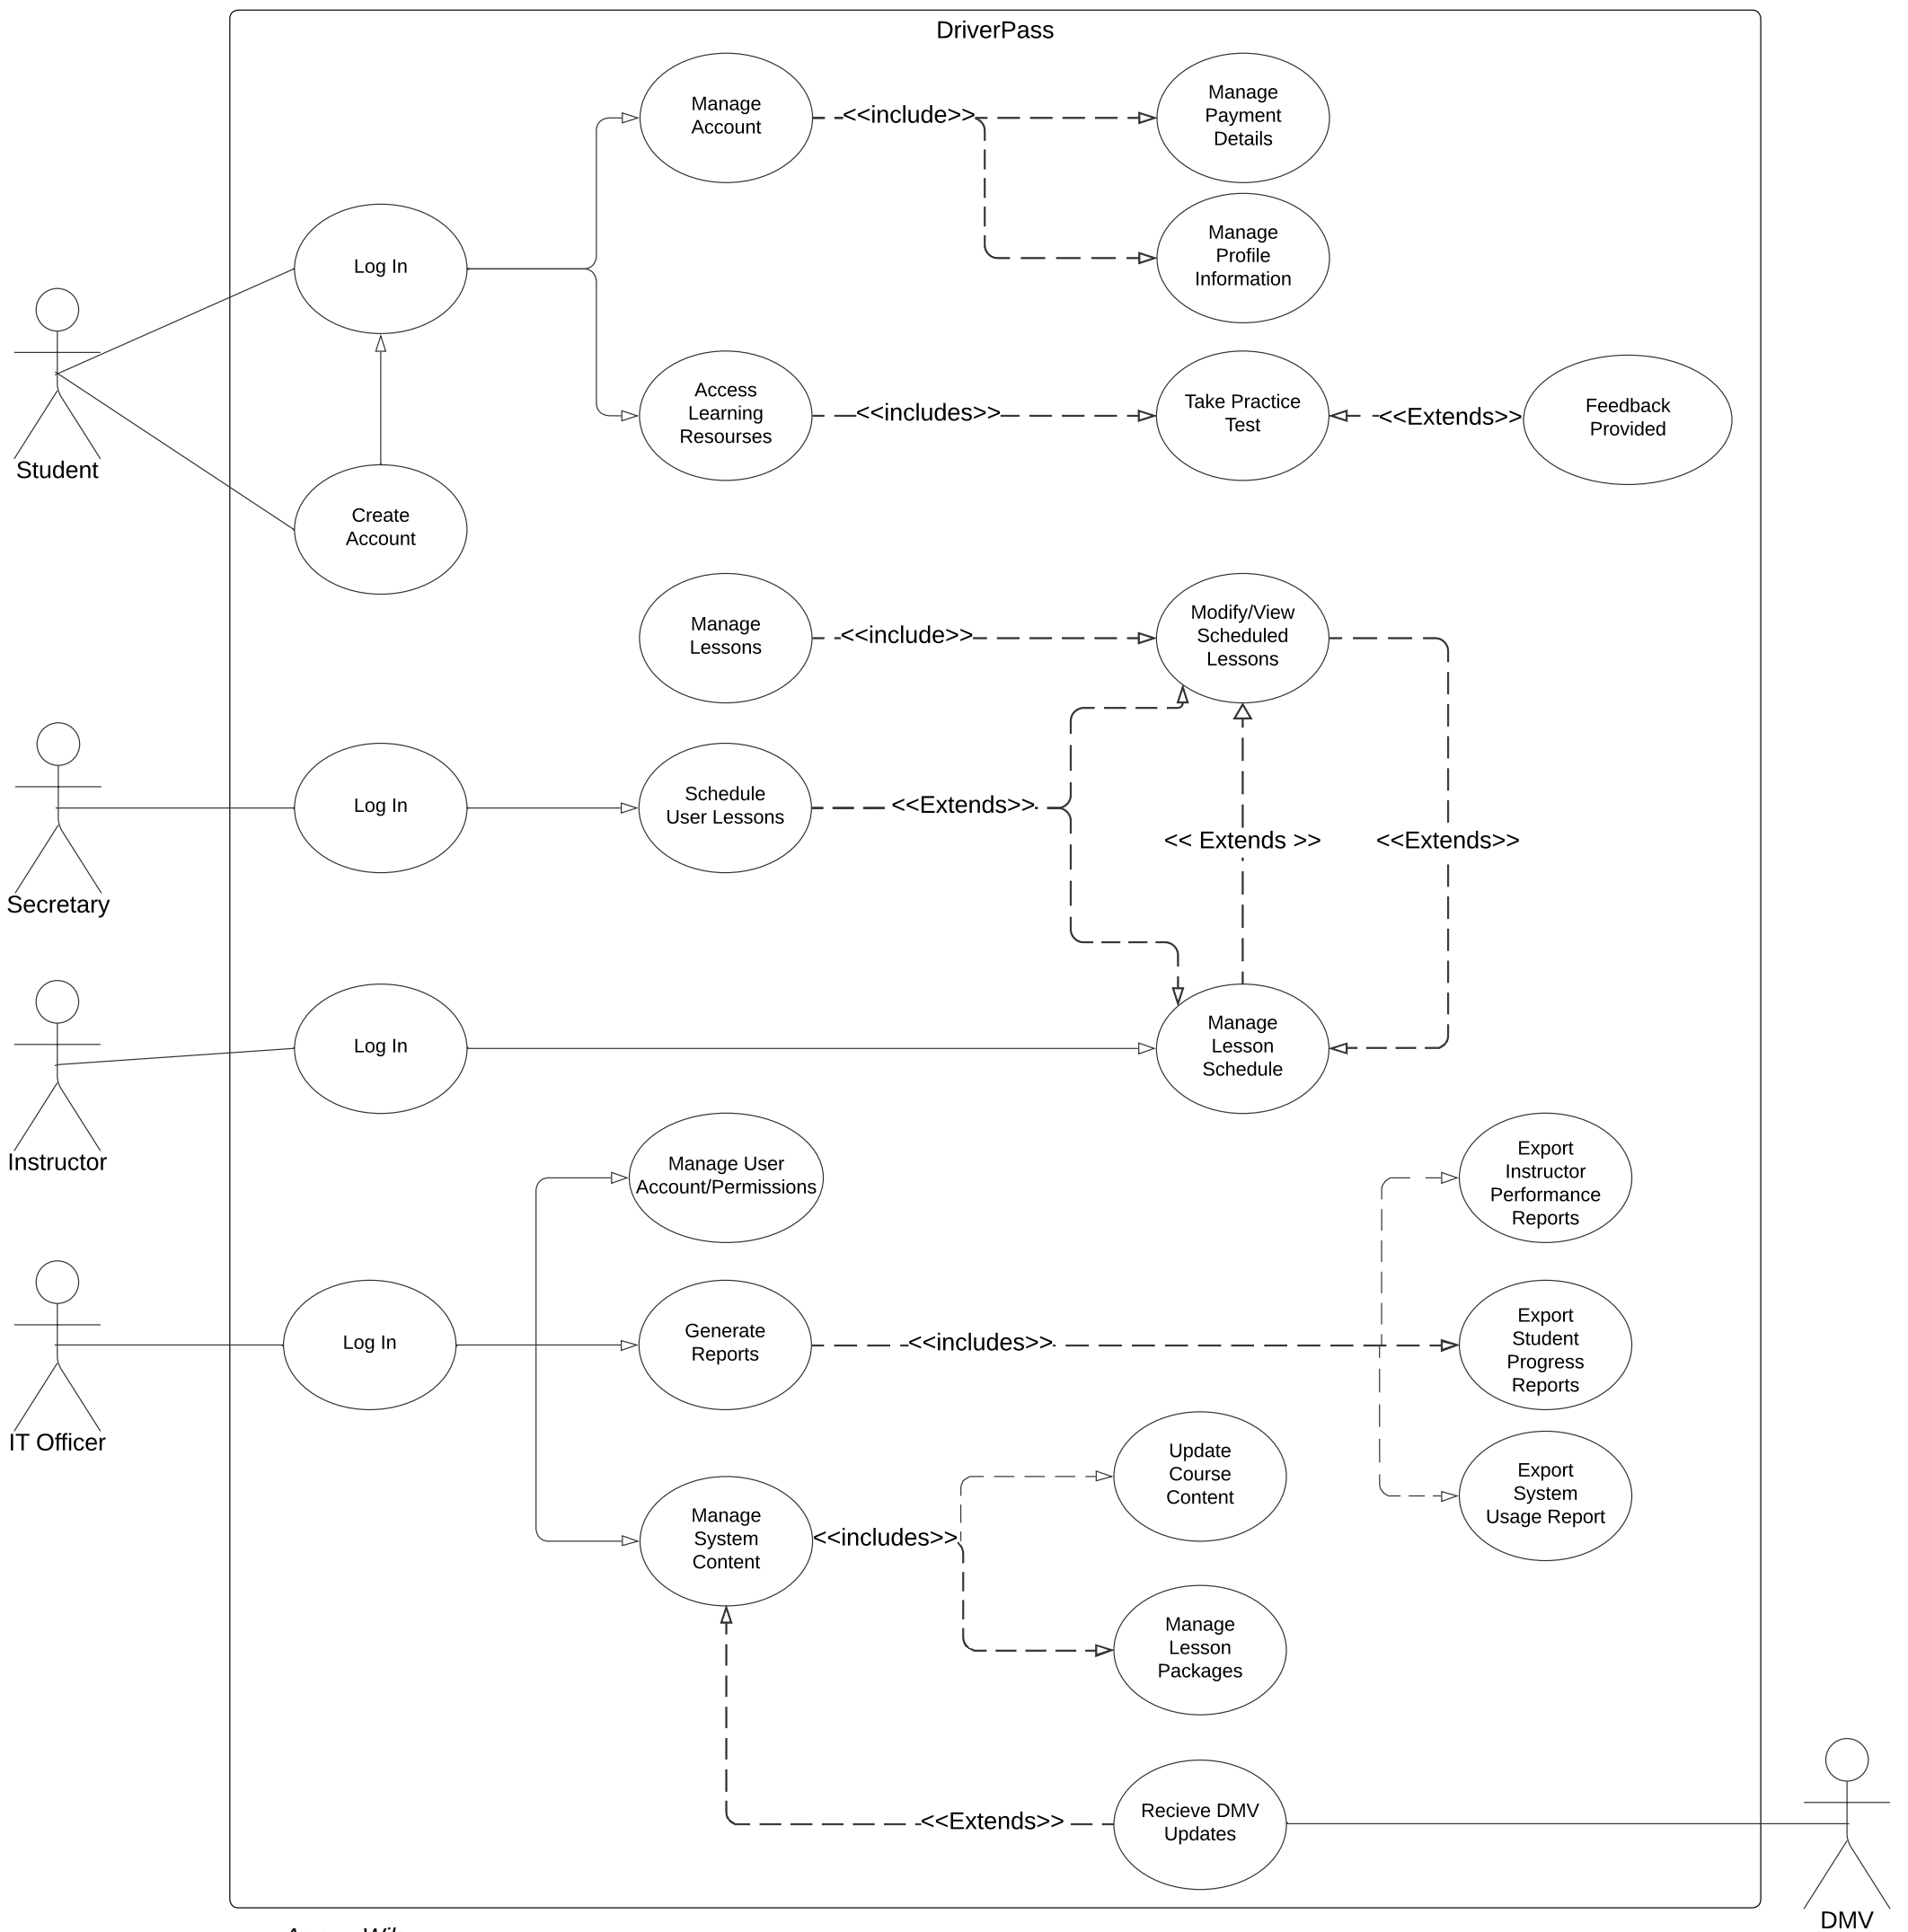 DriverPass
Manage
Account
<<include>>
Manage
Payment
Details
Manage
Profile
Information
Log In
Student
Access
Learning
Resourses
<<includes>>
Take Practice
Test
<<Extends>>
Feedback
Provided
Create
Account
Manage
Lessons
<<include>>
Modify/View
Scheduled
Lessons
Secretary
Log In
Schedule
User Lessons
<<Extends>>
<< Extends >>
<<Extends>>
Instructor
Log In
Manage
Lesson
Schedule
Manage User
Account/Permissions
Export
Instructor
Performance
Reports
IT Officer
Log In
Generate
Reports
<<includes>>
Export
Student
Progress
Reports
Update
Course
Content
Export
System
Usage Report
Manage
System
Content
<<includes>>
Manage
Lesson
Packages
<<Extends>>
Recieve DMV
Updates
DMV